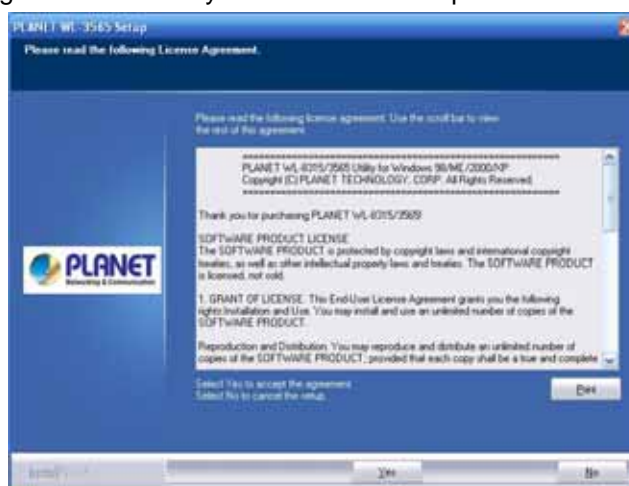 PLANET WL-3565 Setup
Please read the following License Agreement.
Please read the following license agreement. Use the scroll bar to view
the rest of this agreement.
PLANET WL-8315/3565 Utility for Windows 98/ME/2000/XP
Copyright (C) PLANET TECHNOLOGY, CORP. All Rights Reserved.
Thank you for purchasing PLANET WL-8315/3565!
SOFTWARE PRODUCT LICENSE
The SOFTWARE PRODUCT is protected by copyright laws and international copyright
treaties, as well as other intellectual property laws and treaties. The SOFTWARE PRODUCT
is licensed, not sold.
1. GRANT OF LICENSE. This End-User License Agreement grants you the following
rights:Installation and Use. You may install and use an unlimited number of copies of the
SOFTWARE PRODUCT.
Reproduction and Distribution. You may reproduce and distribute an unlimited number of
copies of the SOFTWARE PRODUCT; provided that each copy shall be a true and complete
PLANET
Networking & Communication
Select Yes to accept the agreement.
Select No to cancel the setup.
Print
Yes
No